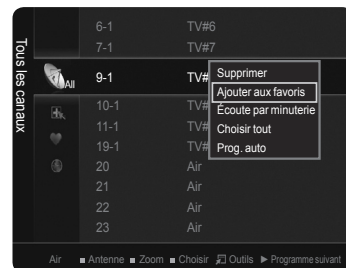 Tous les canaux
6-1 TV#6
7-1 TV#7
All 9-1 TV#
10-1 TV#
11-1 TV#
19-1 TV#
20 Air
21 Air
22 Air
23 Air
Supprimer
Ajouter aux favoris
Écoute par minuterie
Choisir tout
Prog. auto
Air ■ Antenne ■ Zoom ■ Choisir Outils ► Programme suivant